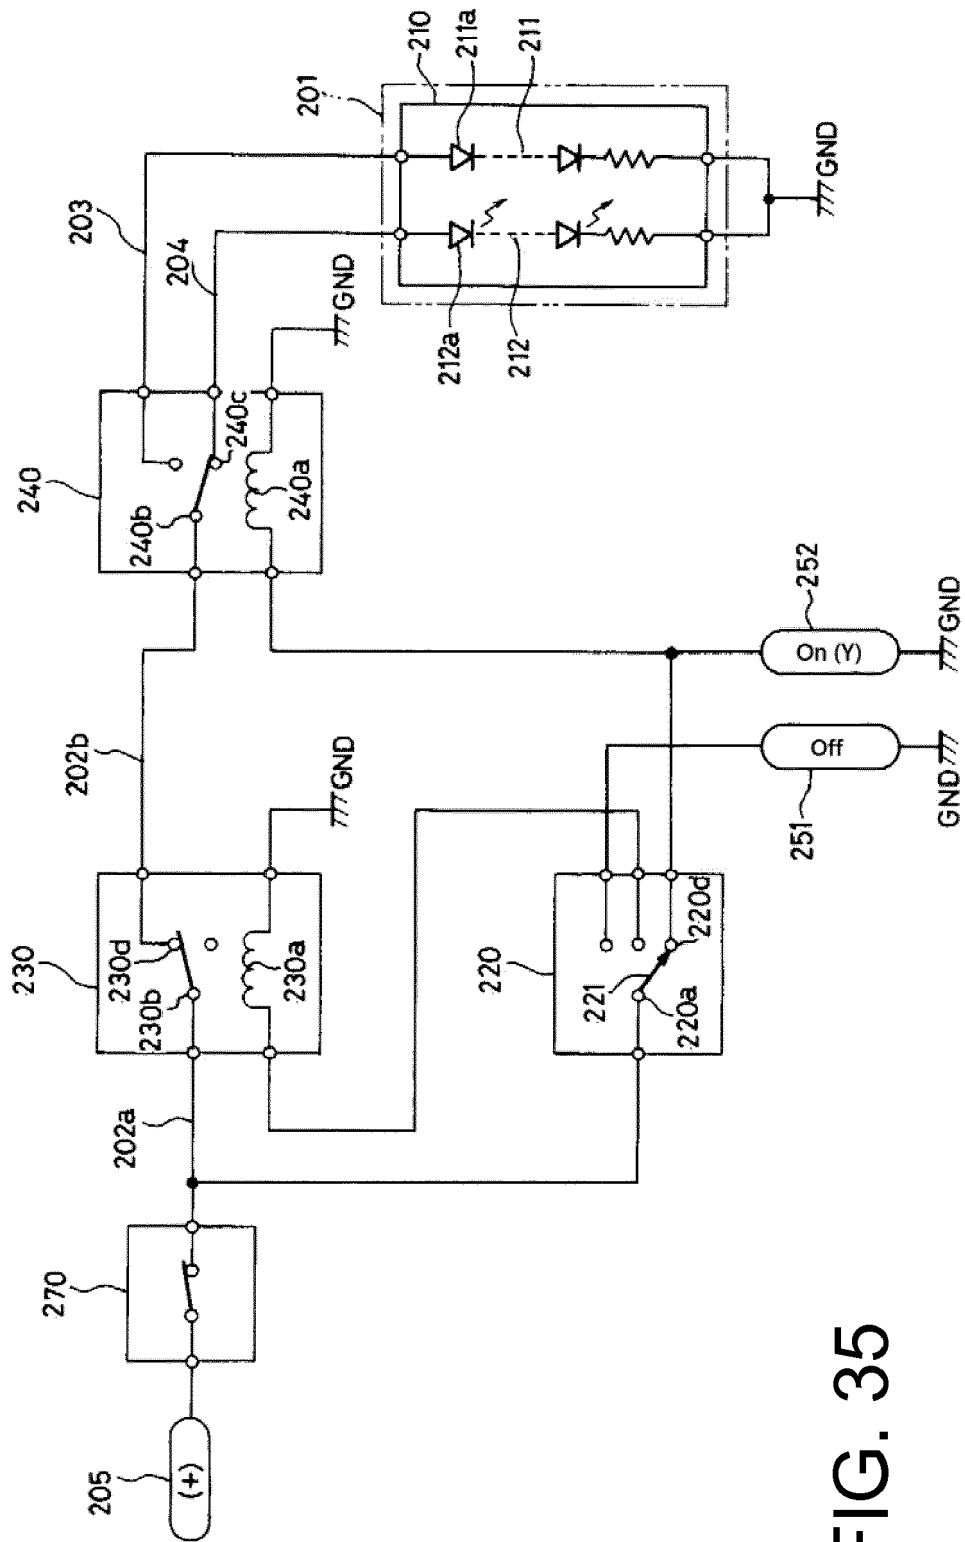 205
(+)
270
202a
230
230b
230d
230a
GND
202b
240
240b
240c
240a
GND
203
204
201
210
211a
211
212a
212
GND
220
221
220a
220d
251
Off
GND
252
On (Y)
GND
FIG. 35